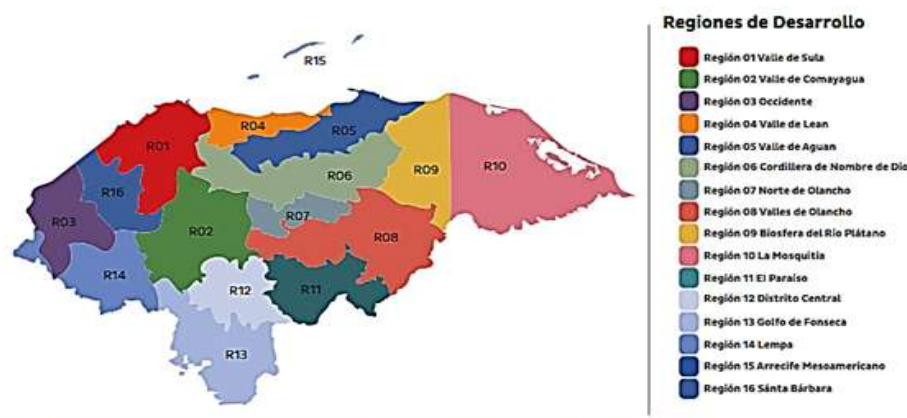 R15
R04
R05
R01
R06
R09
R10
R16
R03
R07
R02
R08
R14
R12
R11
R13
Regiones de Desarrollo
Región 01 Valle de Sula
Región 02 Valle de Comayagua
Región 03 Occidente
Región 04 Valle de Lean
Región 05 Valle de Aguan
Región 06 Cordillera de Nombre de Dio
Región 07 Norte de Olancho
Región 08 Valles de Olancho
Región 09 Biosfera del Río Plátano
Región 10 La Mosquitia
Región 11 El Paraíso
Región 12 Distrito Central
Región 13 Golfo de Fonseca
Región 14 Lempa
Región 15 Arrecife Mesoamericano
Región 16 Sánta Bárbara